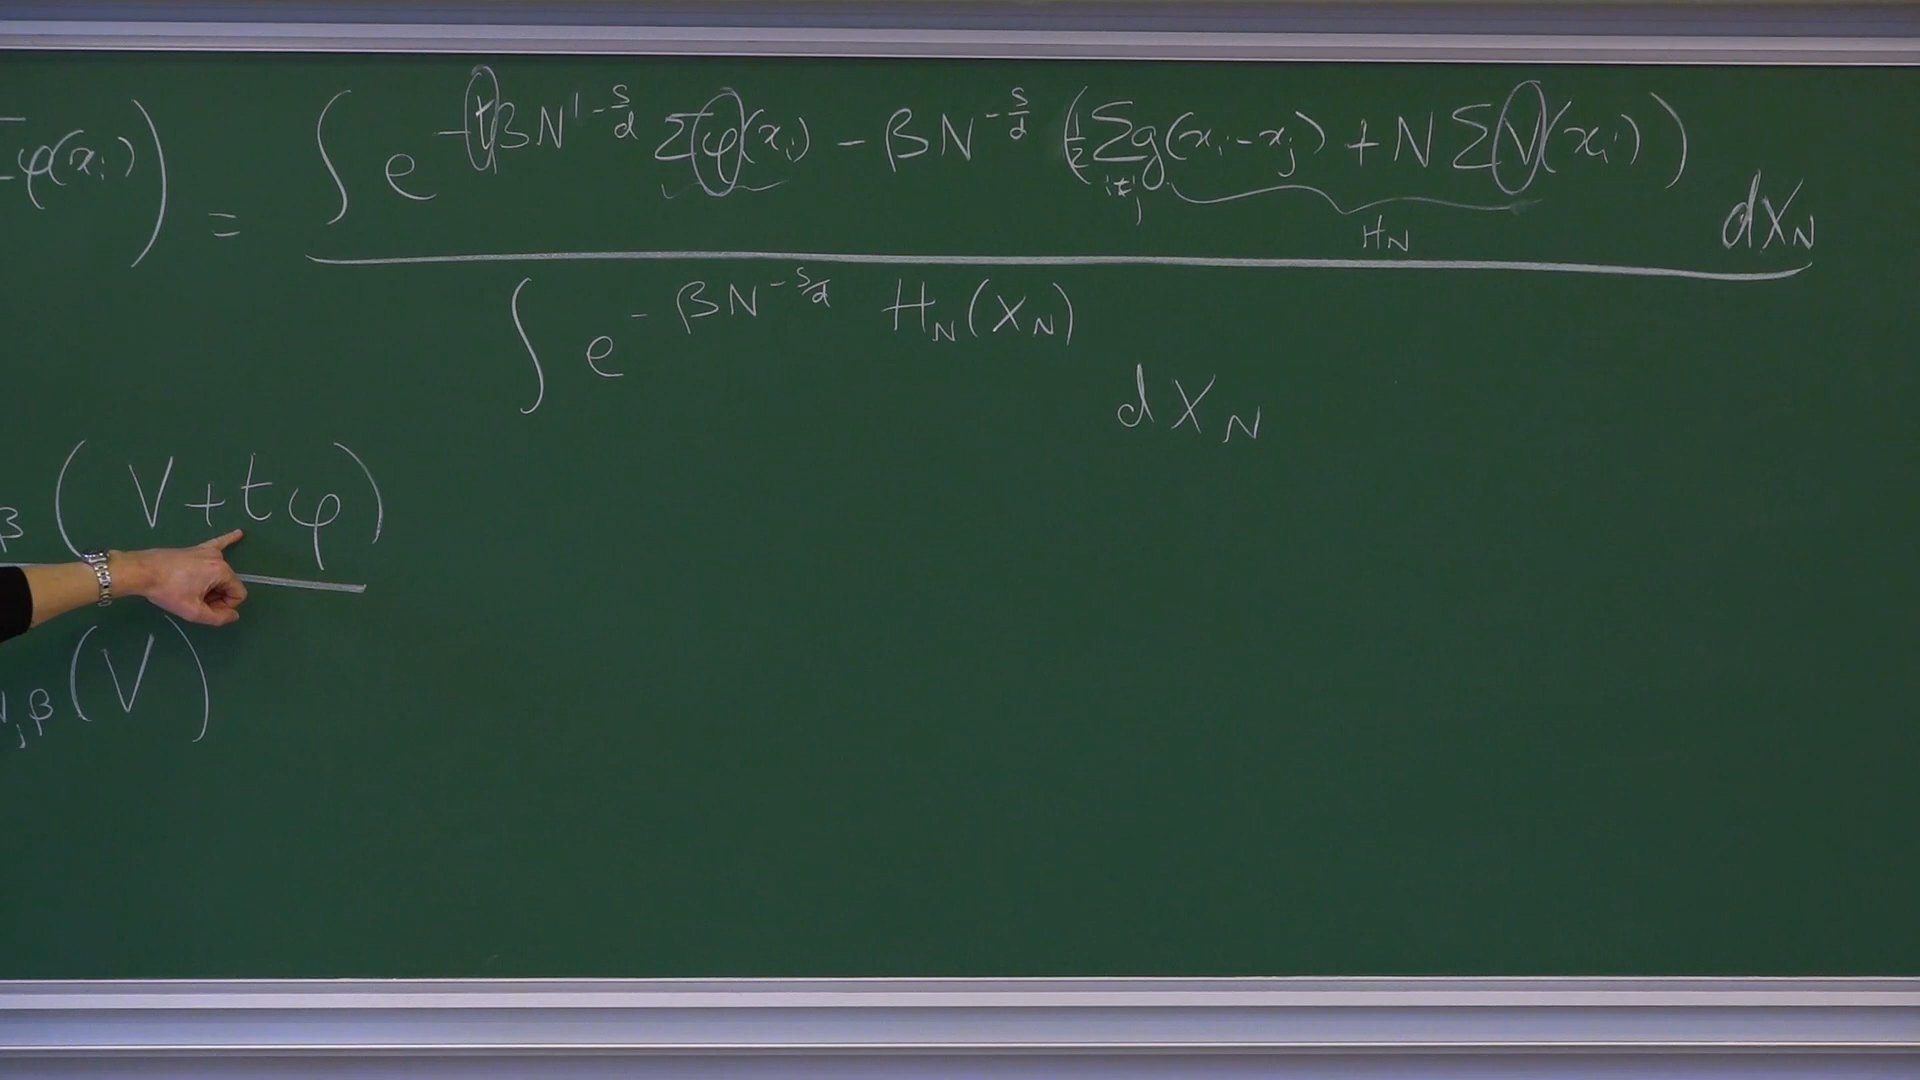 φ(xᵢ)) = ∫ e^{-tβN^{1-s/d} Σφ(xᵢ) - βN^{-s/d} (½ Σ_{i≠j} g(xᵢ-xⱼ) + N Σ V(xᵢ))} dX_N
H_N
∫ e^{-βN^{-s/d} H_N(X_N)} dX_N
β (V+tφ)
,β (V)